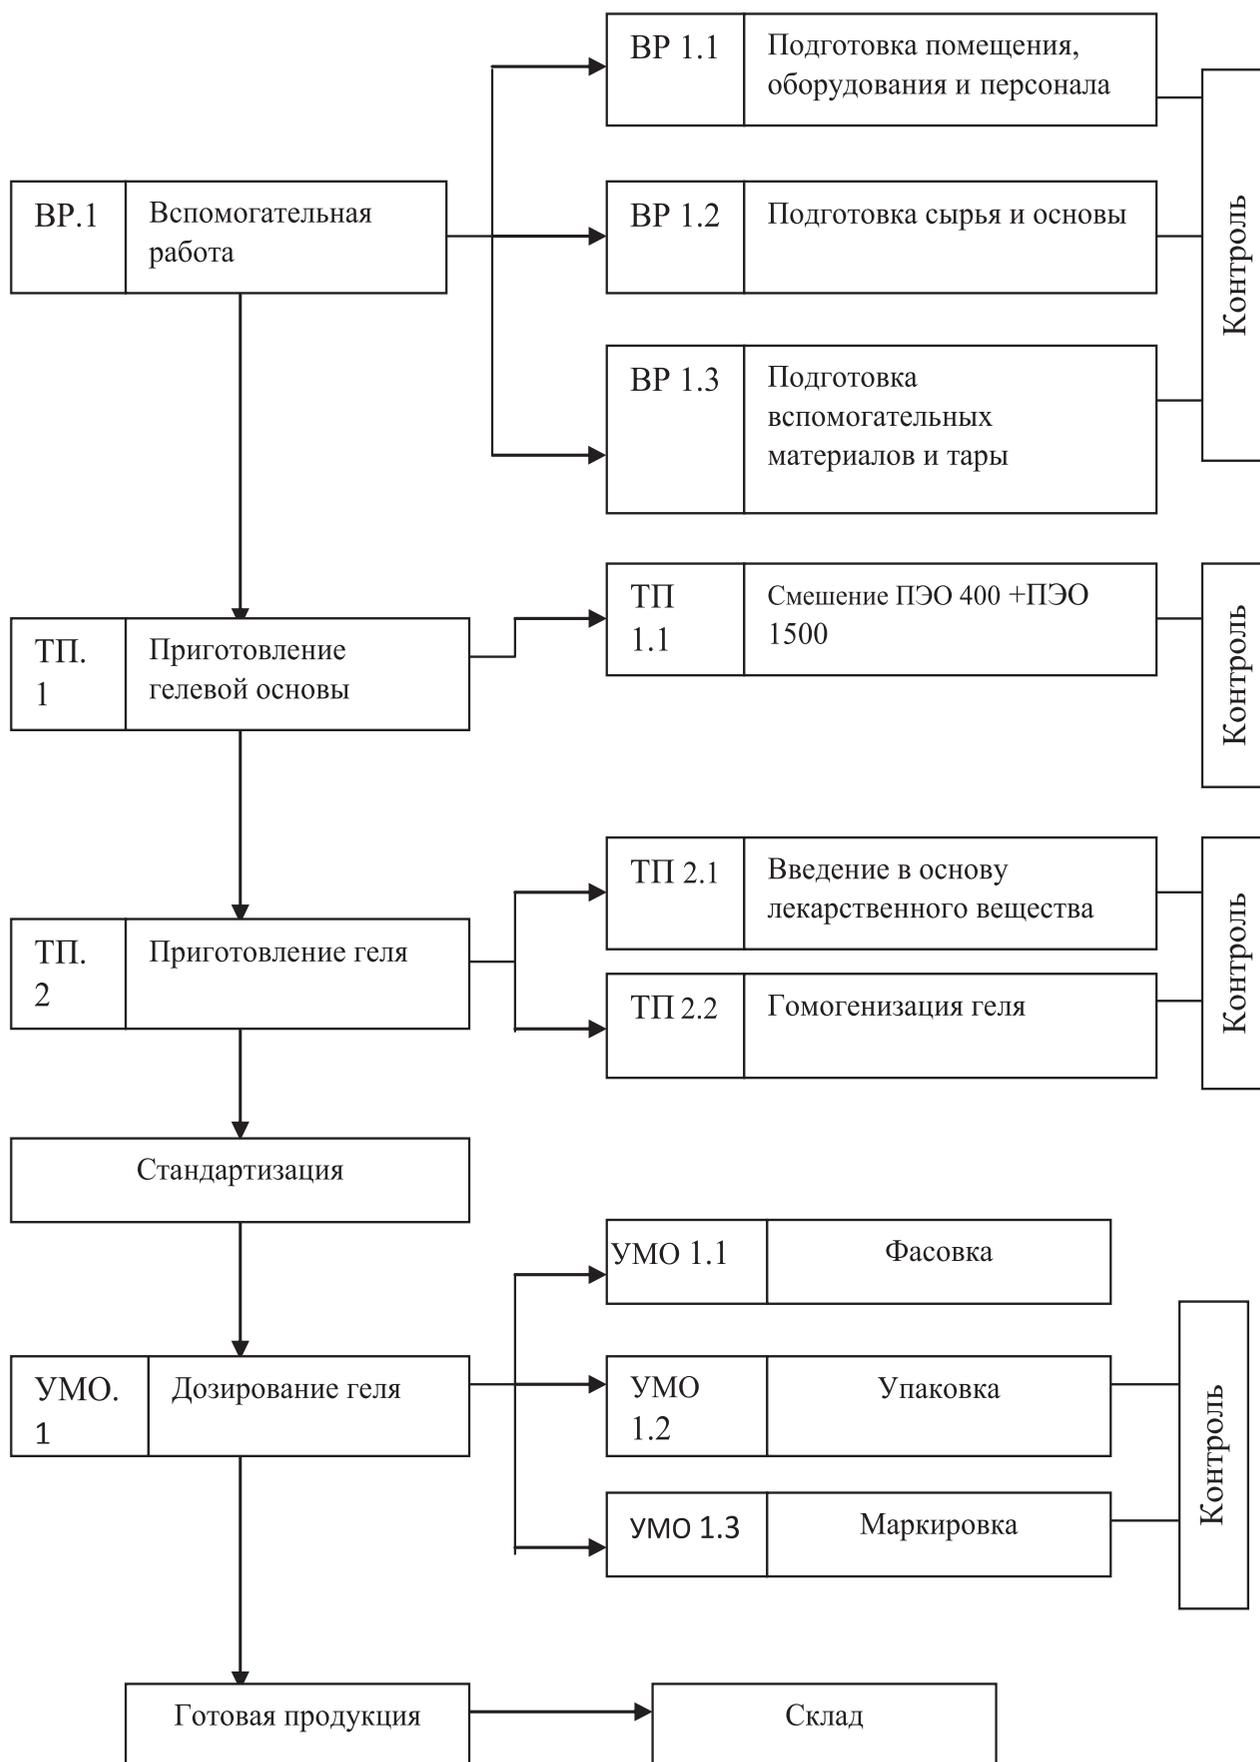 ВР 1.1
Подготовка помещения,
оборудования и персонала
ВР.1
Вспомогательная
работа
ВР 1.2
Подготовка сырья и основы
Контроль
ВР 1.3
Подготовка
вспомогательных
материалов и тары
ТП
1.1
Смешение ПЭО 400 +ПЭО
1500
Контроль
ТП.
1
Приготовление
гелевой основы
ТП 2.1
Введение в основу
лекарственного вещества
Контроль
ТП.
2
Приготовление геля
ТП 2.2
Гомогенизация геля
Стандартизация
УМО 1.1
Фасовка
УМО.
1
Дозирование геля
УМО
1.2
Упаковка
Контроль
УМО 1.3
Маркировка
Готовая продукция
Склад